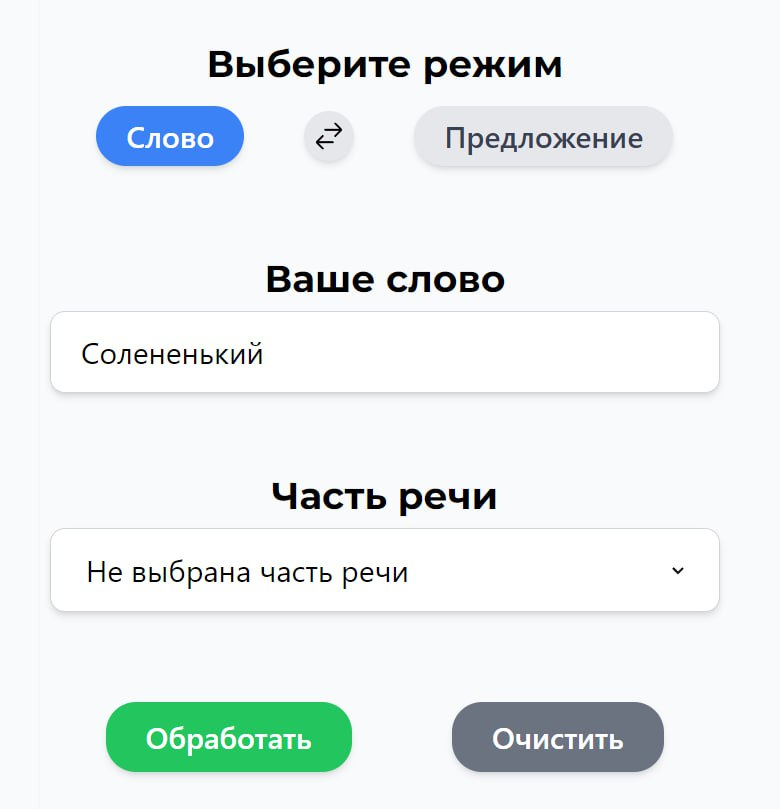 Выберите режим
Слово
Предложение
Ваше слово
Солененький
Часть речи
Не выбрана часть речи
Обработать
Очистить